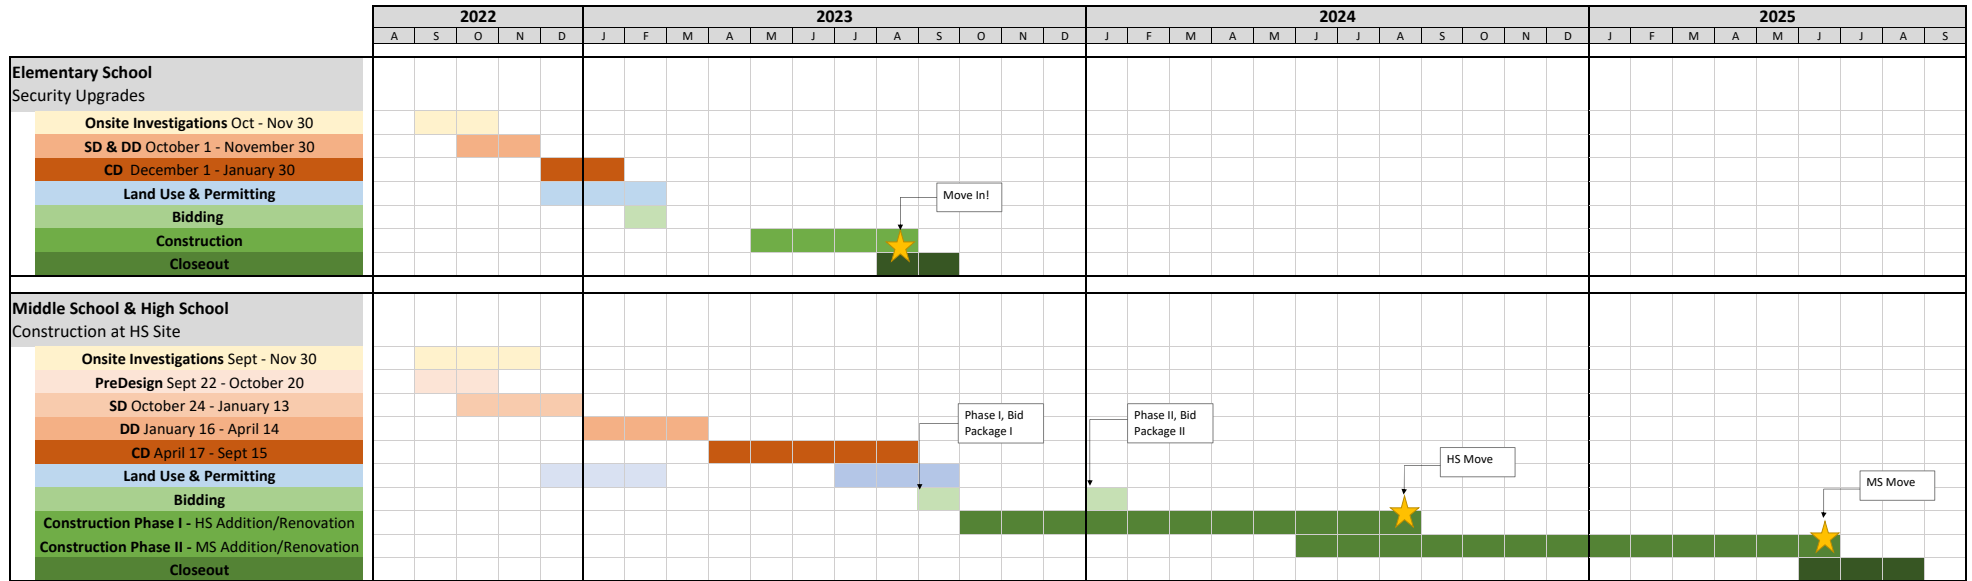 2022 2023 2024 2025
A S O N D J F M A M J J A S O N D J F M A M J J A S O N D J F M A M J J A S
Elementary School
Security Upgrades
Onsite Investigations Oct - Nov 30
SD & DD October 1 - November 30
CD December 1 - January 30
Land Use & Permitting
Move In!
Bidding
Construction
Closeout
Middle School & High School
Construction at HS Site
Onsite Investigations Sept - Nov 30
PreDesign Sept 22 - October 20
SD October 24 - January 13
Phase I, Bid
Package I
Phase II, Bid
Package II
DD January 16 - April 14
CD April 17 - Sept 15
HS Move
Land Use & Permitting
MS Move
Bidding
Construction Phase I - HS Addition/Renovation
Construction Phase II - MS Addition/Renovation
Closeout